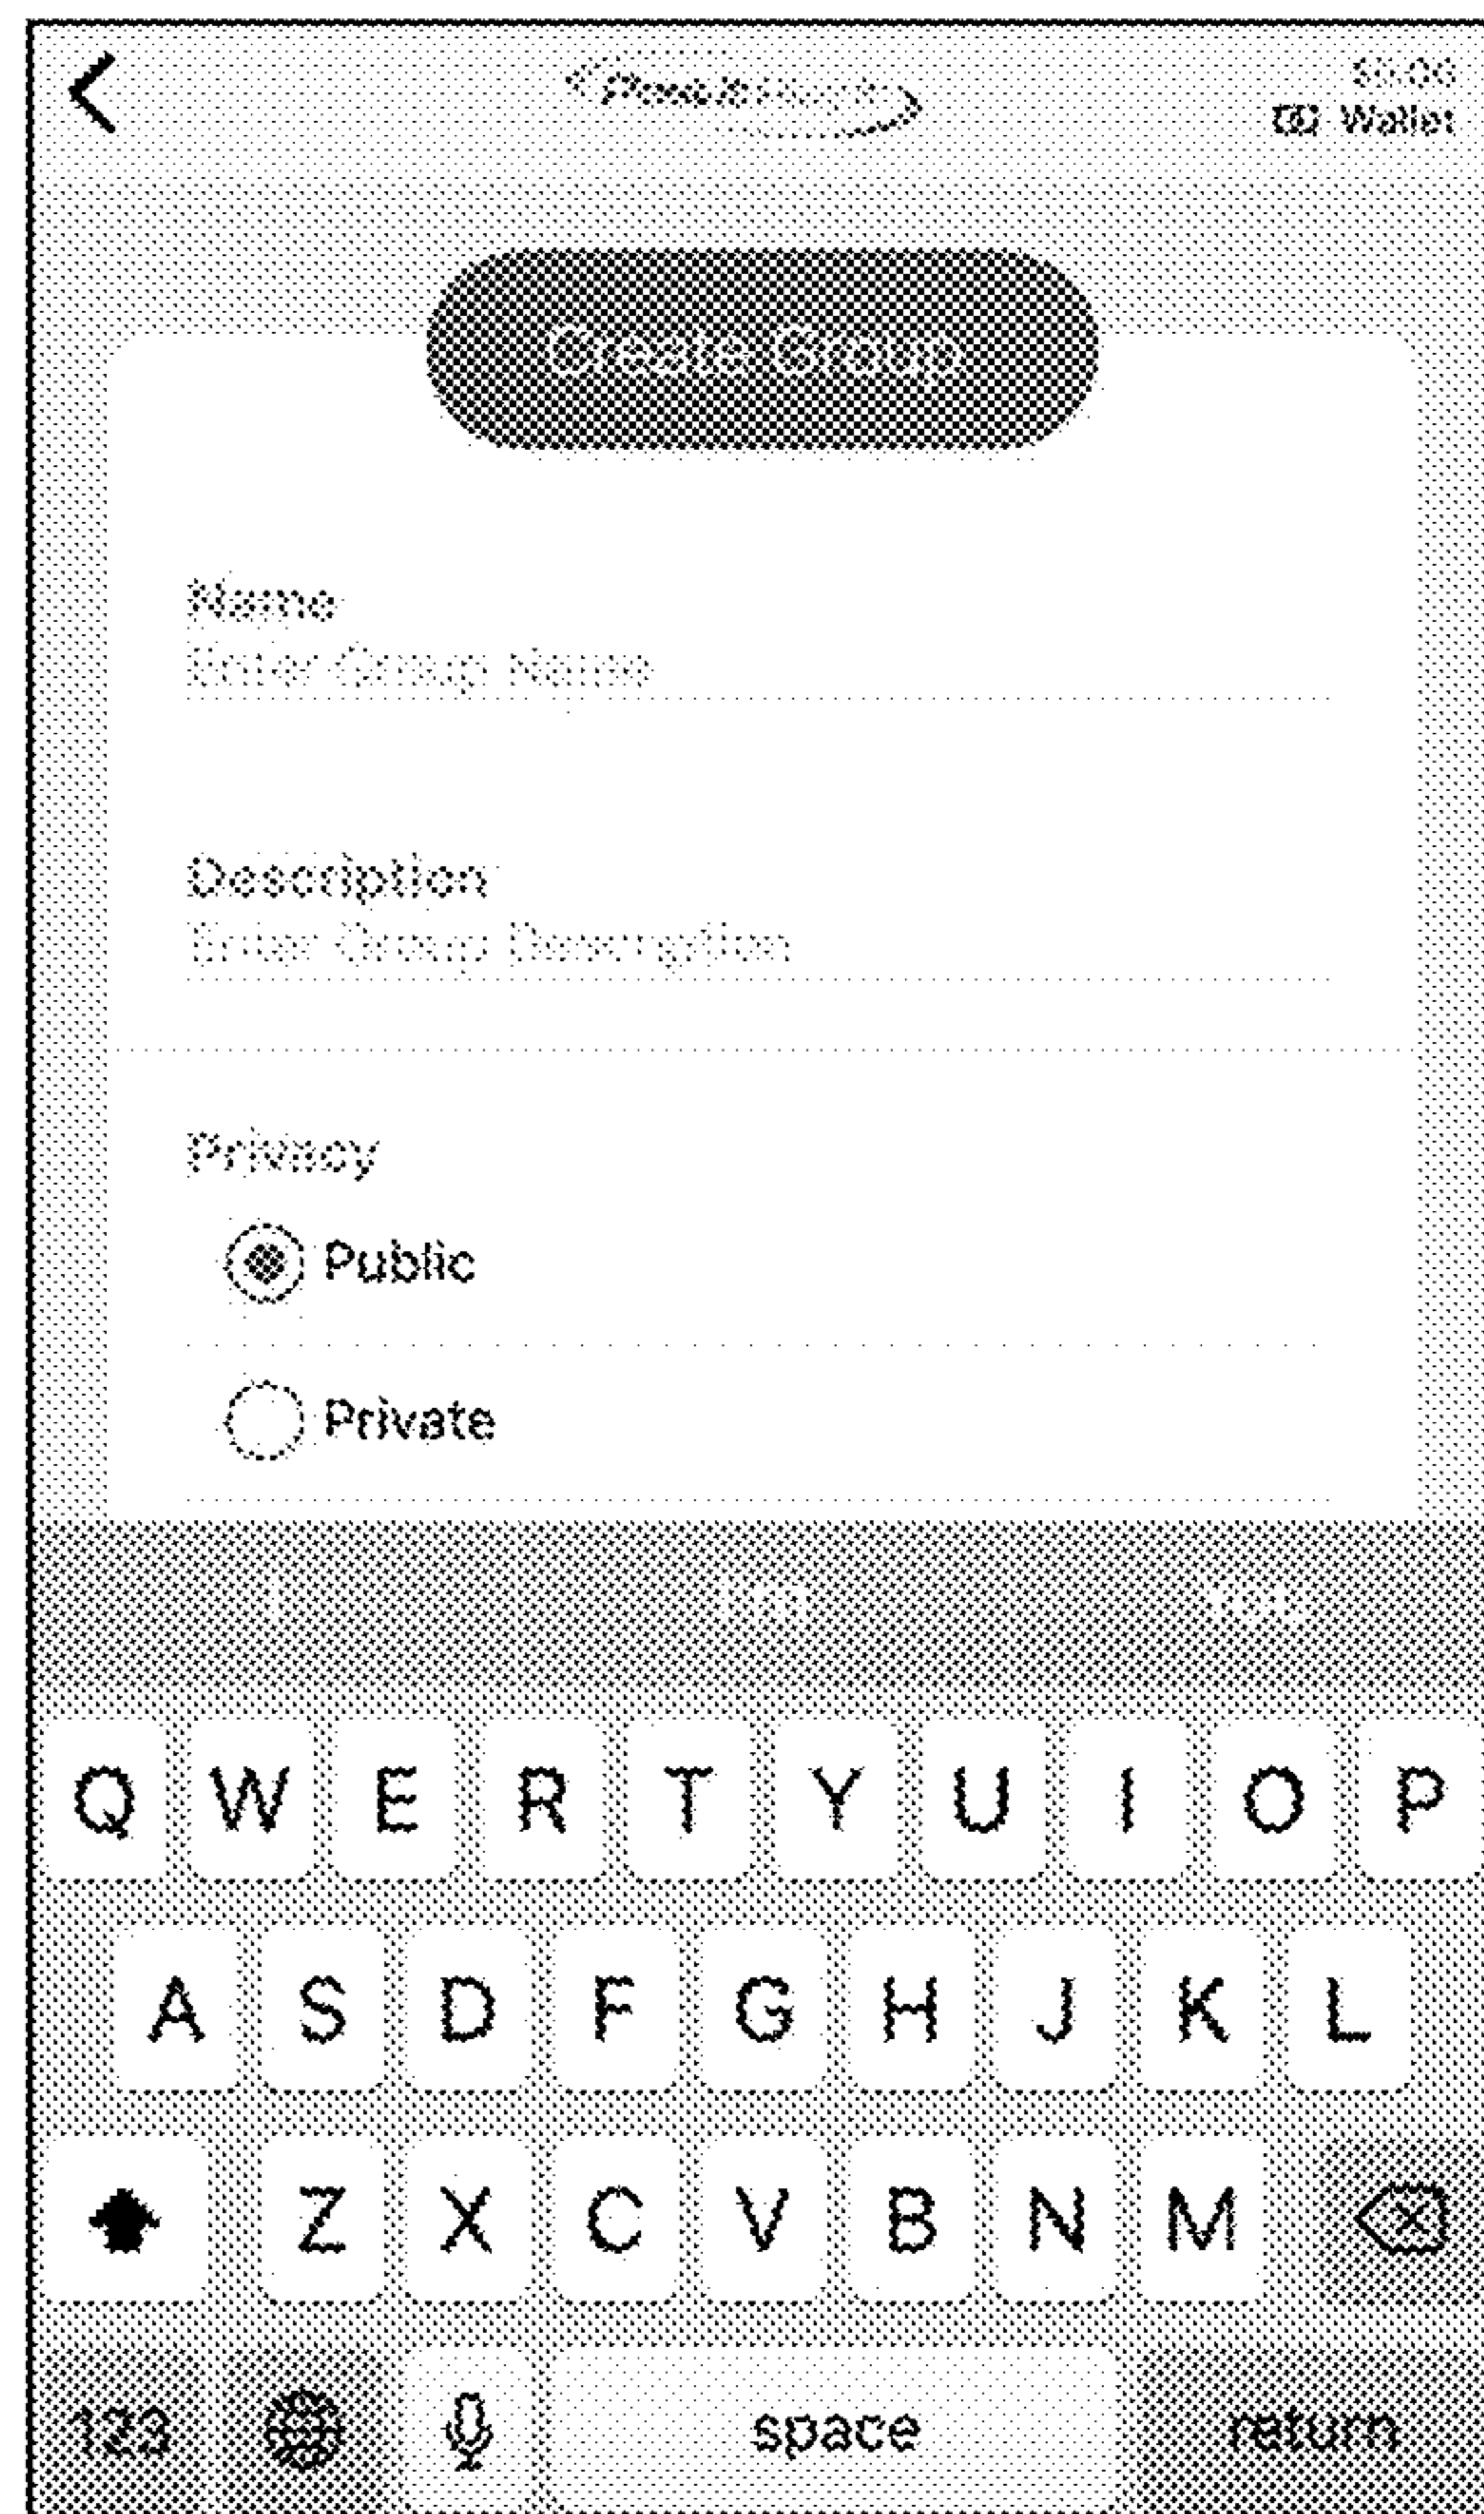 Wallet
Create Group
Name
Enter Group Name
Description
Enter Group Description
Privacy
Public
Private
I'm
Q W E R T Y U I O P
A S D F G H J K L
Z X C V B N M
123 space return